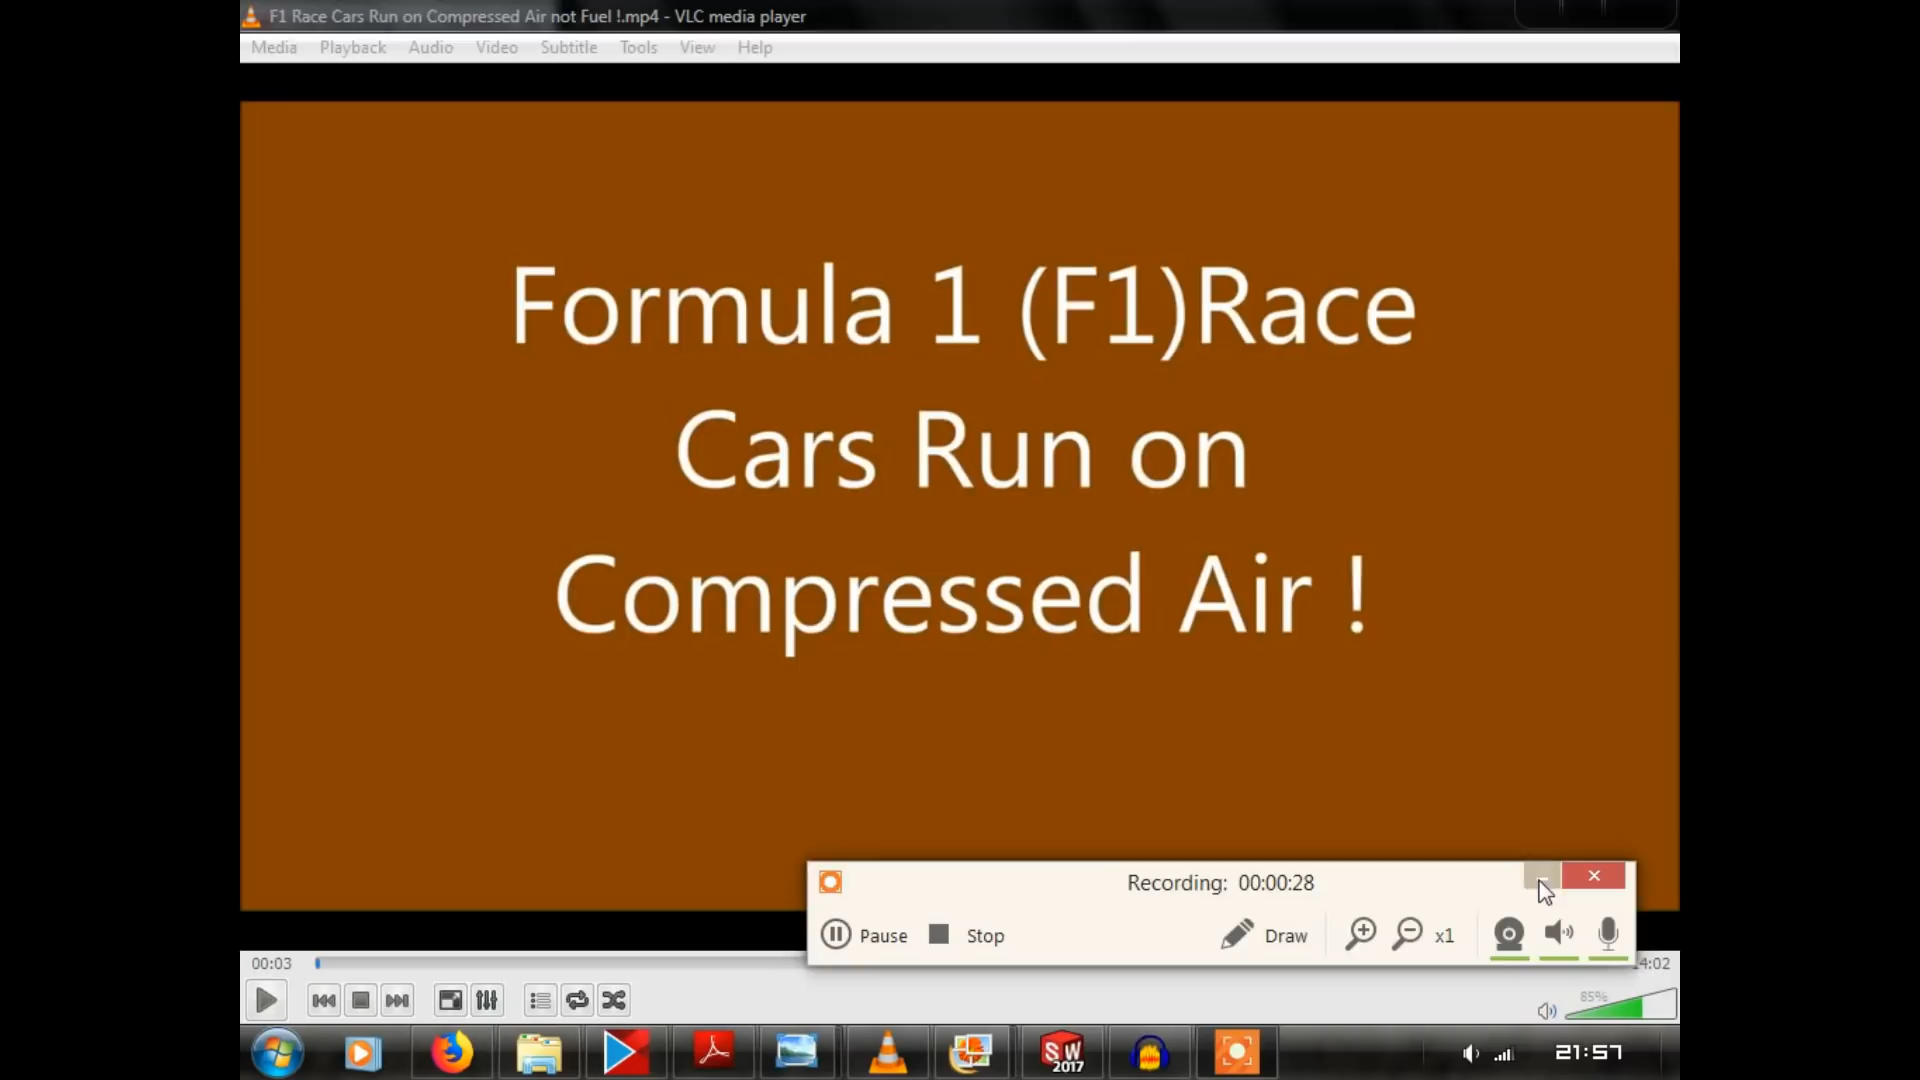 F1 Race Cars Run on Compressed Air not Fuel !.mp4 - VLC media player
Media Playback Audio Video Subtitle Tools View Help
Formula 1 (F1)Race
Cars Run on
Compressed Air !
Recording: 00:00:28
Pause Stop Draw x1
00:03
4:02
85%
SW
2017
21:57